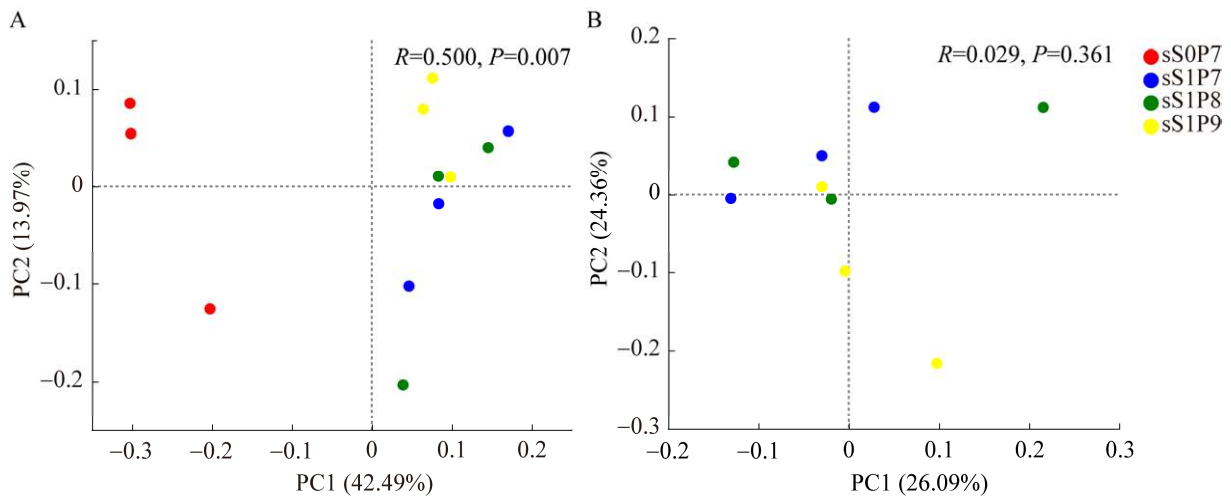 A
R=0.500, P=0.007
0.1
0
−0.1
−0.2
PC2 (13.97%)
−0.3
−0.2
−0.1
0
0.1
0.2
PC1 (42.49%)
B
R=0.029, P=0.361
0.2
0.1
0
−0.1
−0.2
−0.3
PC2 (24.36%)
−0.2
−0.1
0
0.1
0.2
0.3
PC1 (26.09%)
sS0P7
sS1P7
sS1P8
sS1P9